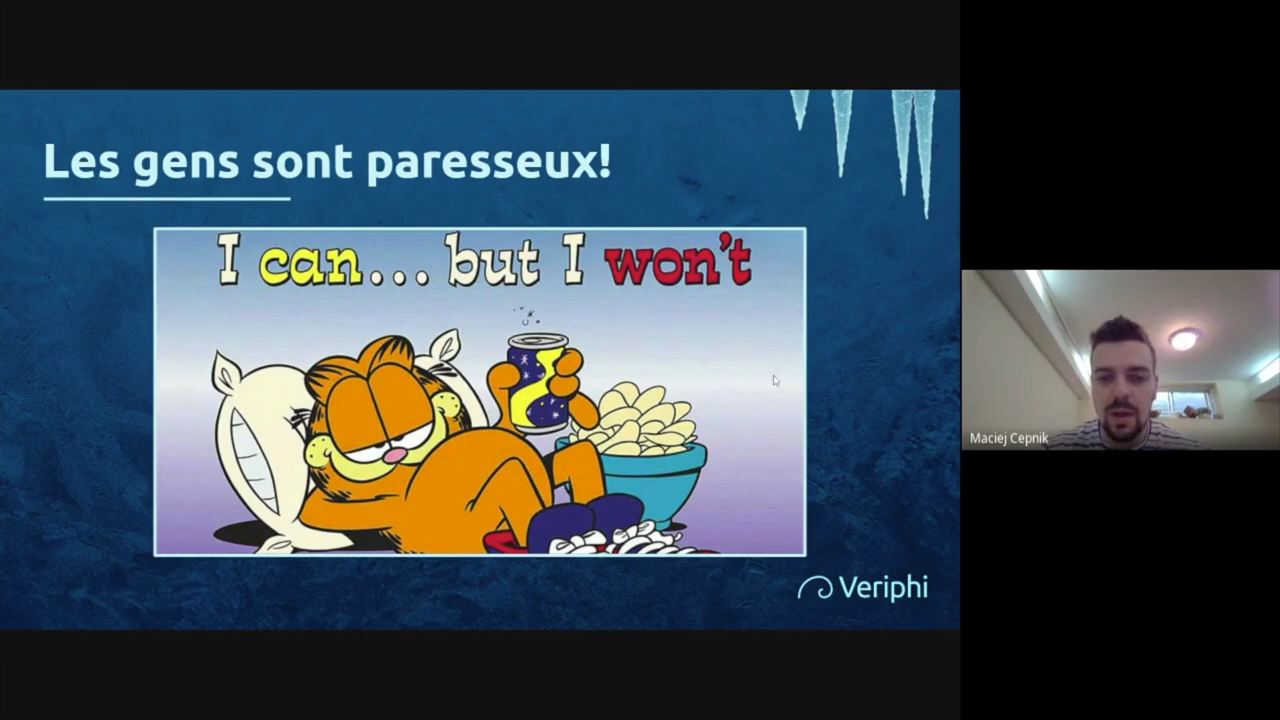 Les gens sont paresseux!
I can... but I won't
Veriphi
Maciej Cepnik